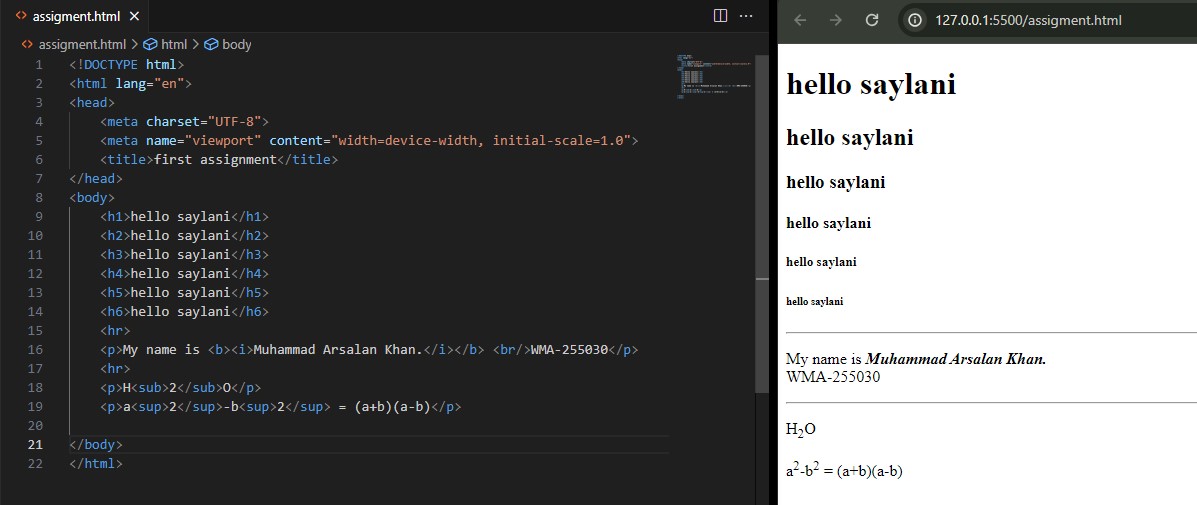 assigment.html
assigment.html > html > body
1 <!DOCTYPE html>
2 <html lang="en">
3 <head>
4 <meta charset="UTF-8">
5 <meta name="viewport" content="width=device-width, initial-scale=1.0">
6 <title>first assignment</title>
7 </head>
8 <body>
9 <h1>hello saylani</h1>
10 <h2>hello saylani</h2>
11 <h3>hello saylani</h3>
12 <h4>hello saylani</h4>
13 <h5>hello saylani</h5>
14 <h6>hello saylani</h6>
15 <hr>
16 <p>My name is <b><i>Muhammad Arsalan Khan.</i></b> <br/>WMA-255030</p>
17 <hr>
18 <p>H<sub>2</sub>O</p>
19 <p>a<sup>2</sup>-b<sup>2</sup> = (a+b)(a-b)</p>
20
21 </body>
22 </html>
127.0.0.1:5500/assigment.html
hello saylani
hello saylani
hello saylani
hello saylani
hello saylani
hello saylani
My name is Muhammad Arsalan Khan.
WMA-255030
H₂O
a²-b² = (a+b)(a-b)